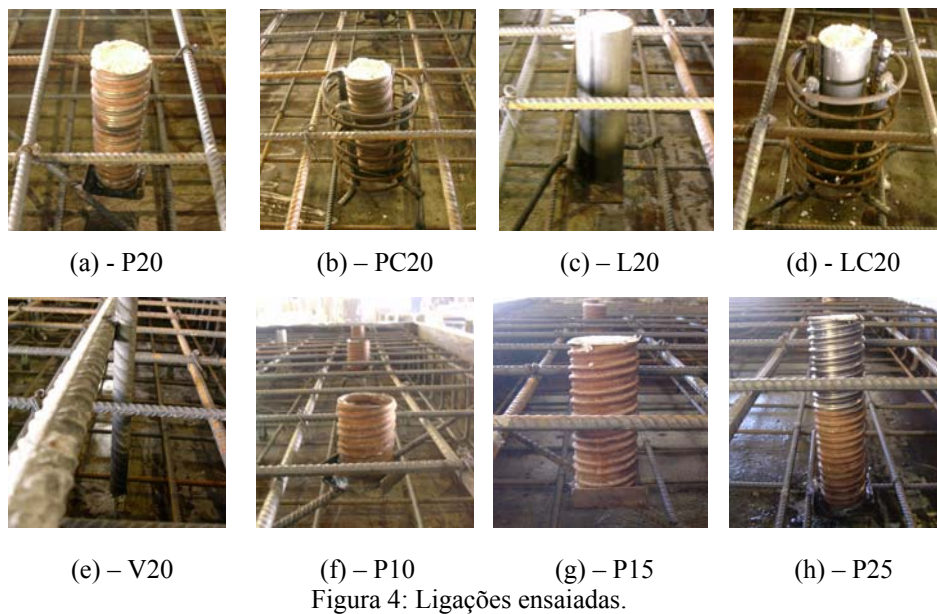 (a) - P20 (b) – PC20 (c) – L20 (d) - LC20
(e) – V20 (f) – P10 (g) – P15 (h) – P25
Figura 4: Ligações ensaiadas.